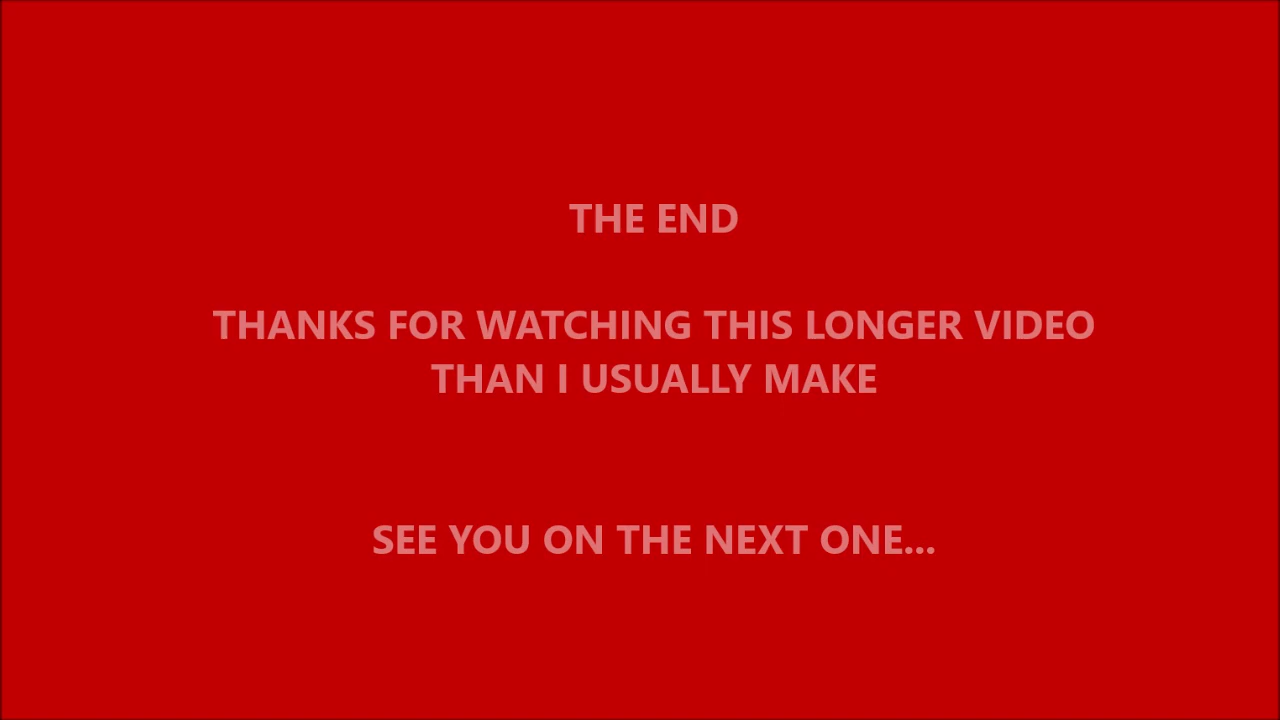 THE END
THANKS FOR WATCHING THIS LONGER VIDEO
THAN I USUALLY MAKE
SEE YOU ON THE NEXT ONE...